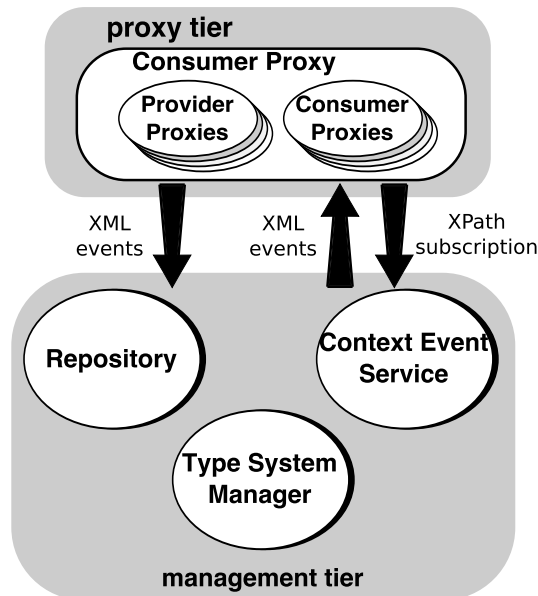 proxy tier
Consumer Proxy
Provider
Proxies
Consumer
Proxies
XML
events
XML
events
XPath
subscription
Repository
Context Event
Service
Type System
Manager
management tier